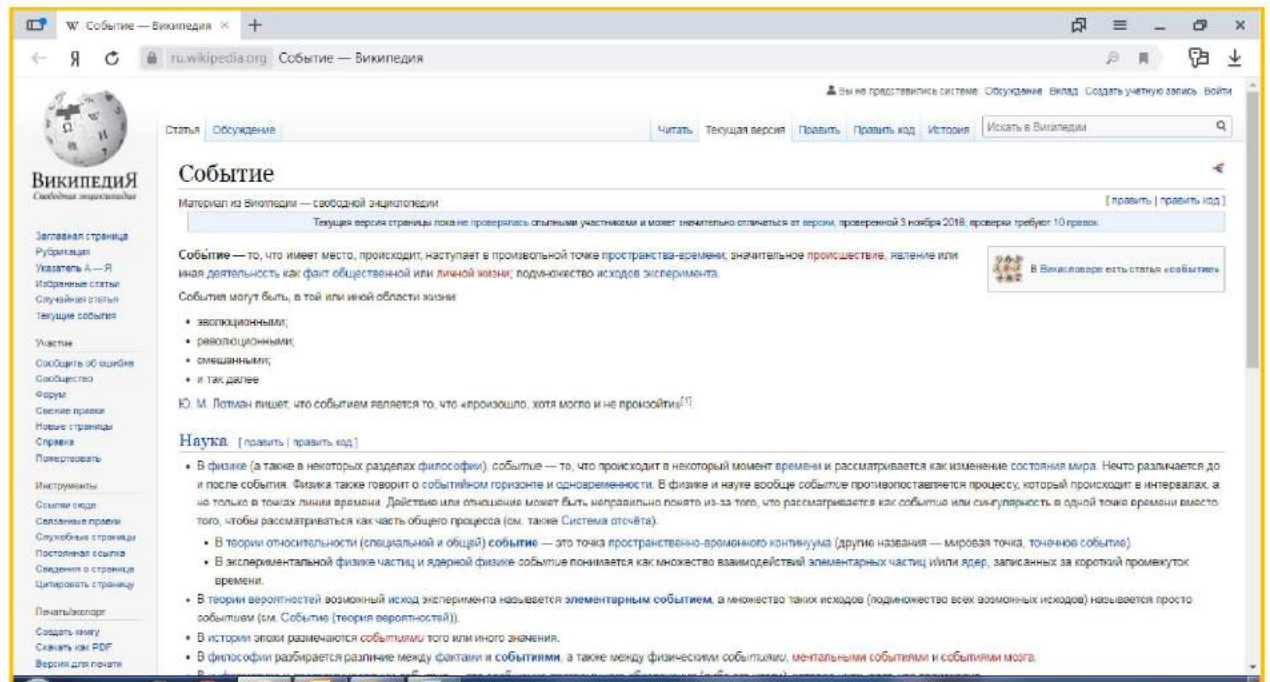 Событие — Википедия × +
Я ru.wikipedia.org Событие — Википедия
Вы не представились системе Обсуждение Вклад Создать учётную запись Войти
Статья Обсуждение Читать Текущая версия Править Править код История Искать в Википедии
ВикипедиЯ
Свободная энциклопедия
Событие
Материал из Википедии — свободной энциклопедии
[ править | править код ]
Текущая версия страницы пока не проверялась опытными участниками и может значительно отличаться от версии, проверенной 3 ноября 2018; проверки требуют 10 правок.
Заглавная страница
Рубрикация
Указатель А — Я
Избранные статьи
Случайная статья
Текущие события
Участие
Сообщить об ошибке
Сообщество
Форум
Свежие правки
Новые страницы
Справка
Пожертвовать
Инструменты
Ссылки сюда
Связанные правки
Служебные страницы
Постоянная ссылка
Сведения о странице
Цитировать страницу
Печать/экспорт
Создать книгу
Скачать как PDF
Версия для печати
Собы́тие — то, что имеет место, происходит, наступает в произвольной точке пространства-времени; значительное происшествие, явление или
иная деятельность как факт общественной или личной жизни; подмножество исходов эксперимента.
В Викисловаре есть статья «событие»
События могут быть, в той или иной области жизни:
• эволюционными;
• революционными;
• смешанными;
• и так далее
Ю. М. Лотман пишет, что событием является то, что «произошло, хотя могло и не произойти»[1].
Наука [ править | править код ]
• В физике (а также в некоторых разделах философии), событие — то, что происходит в некоторый момент времени и рассматривается как изменение состояния мира. Нечто различается до
и после события. Физика также говорит о событийном горизонте и одновременности. В физике и науке вообще событие противопоставляется процессу, который происходит в интервалах, а
не только в точках линии времени. Действие или отношение может быть неправильно понято из-за того, что рассматривается как событие или сингулярность в одной точке времени вместо
того, чтобы рассматриваться как часть общего процесса (см. также Система отсчёта).
• В теории относительности (специальной и общей) событие — это точка пространственно-временного континуума (другие названия — мировая точка, точечное событие).
• В экспериментальной физике частиц и ядерной физике событие понимается как множество взаимодействий элементарных частиц и/или ядер, записанных за короткий промежуток
времени.
• В теории вероятностей возможный исход эксперимента называется элементарным событием, а множество таких исходов (подмножество всех возможных исходов) называется просто
событием (см. Событие (теория вероятностей)).
• В истории эпохи размечаются событиями того или иного значения.
• В философии разбирается различие между фактами и событиями, а также между физическими событиями, ментальными событиями и событиями мозга.